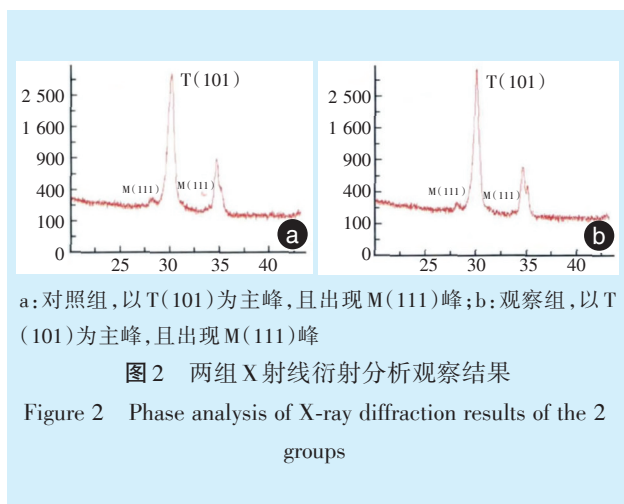 T(101)
T(101)
2 500
2 500
1 600
1 600
900
900
M(111)
M(111)
M(111)
M(111)
400
400
100
100
a
b
0
0
25
30
35
40
25
30
35
40
a:对照组,以T(101)为主峰,且出现M(111)峰;b:观察组,以T
(101)为主峰,且出现M(111)峰
图2 两组X射线衍射分析观察结果
Figure 2 Phase analysis of X-ray diffraction results of the 2
groups